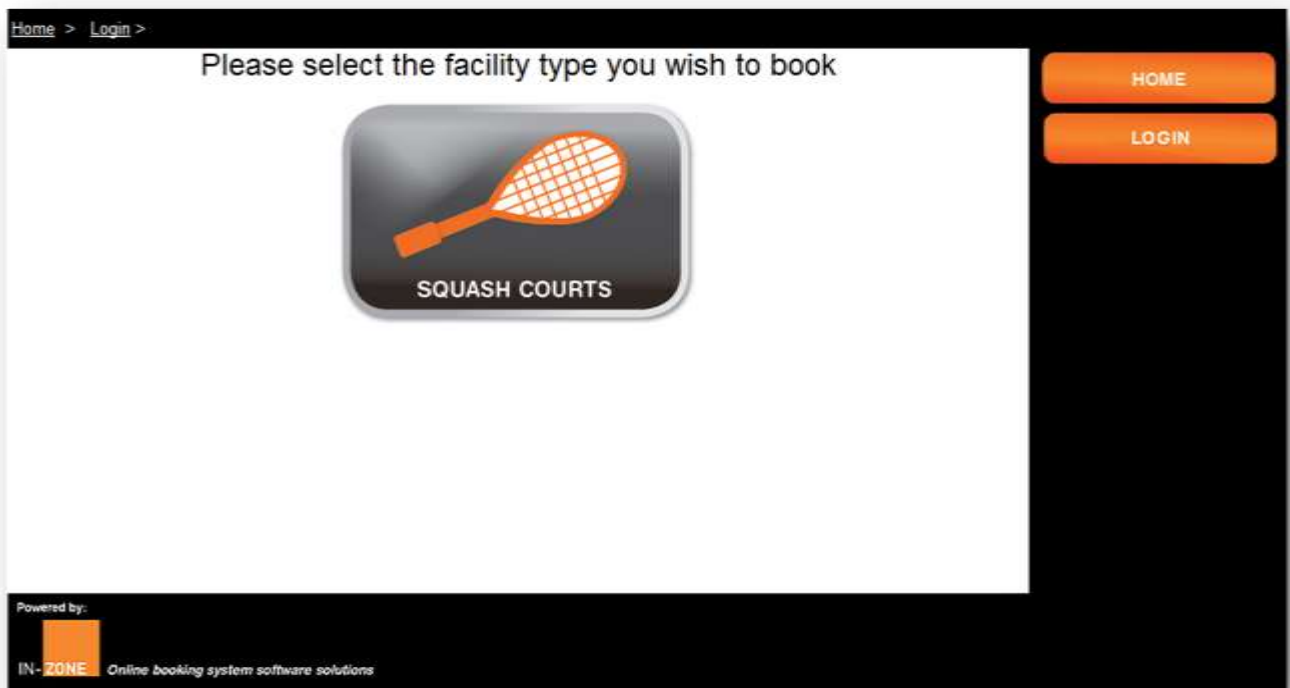 Home > Login >
Please select the facility type you wish to book
HOME
LOGIN
SQUASH COURTS
Powered by:
IN-ZONE Online booking system software solutions